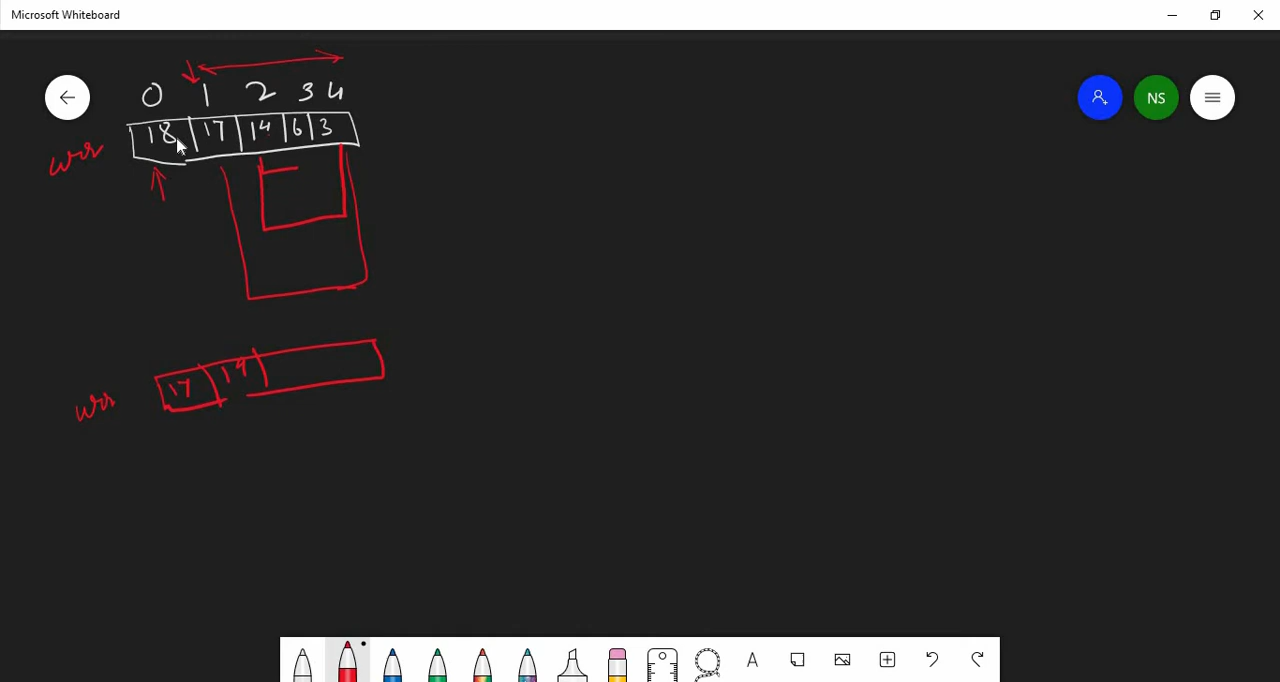 Microsoft Whiteboard
0 1 2 3 4
NS
18 17 14 6 3
17 14
A